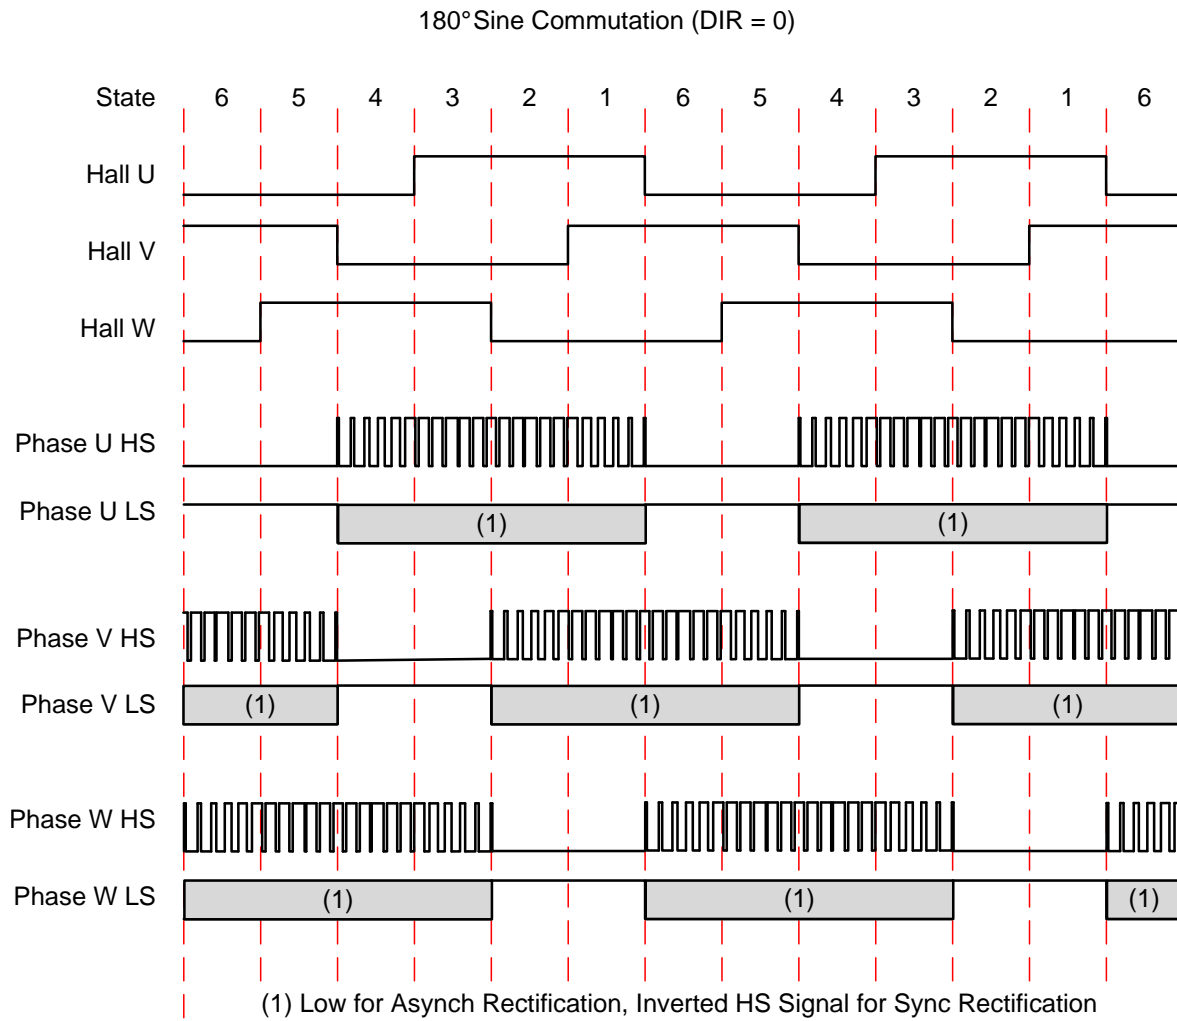 180°Sine Commutation (DIR = 0)
State 6 5 4 3 2 1 6 5 4 3 2 1 6
Hall U
Hall V
Hall W
Phase U HS
Phase U LS (1) (1)
Phase V HS
Phase V LS (1) (1) (1)
Phase W HS
Phase W LS (1) (1) (1)
(1) Low for Asynch Rectification, Inverted HS Signal for Sync Rectification